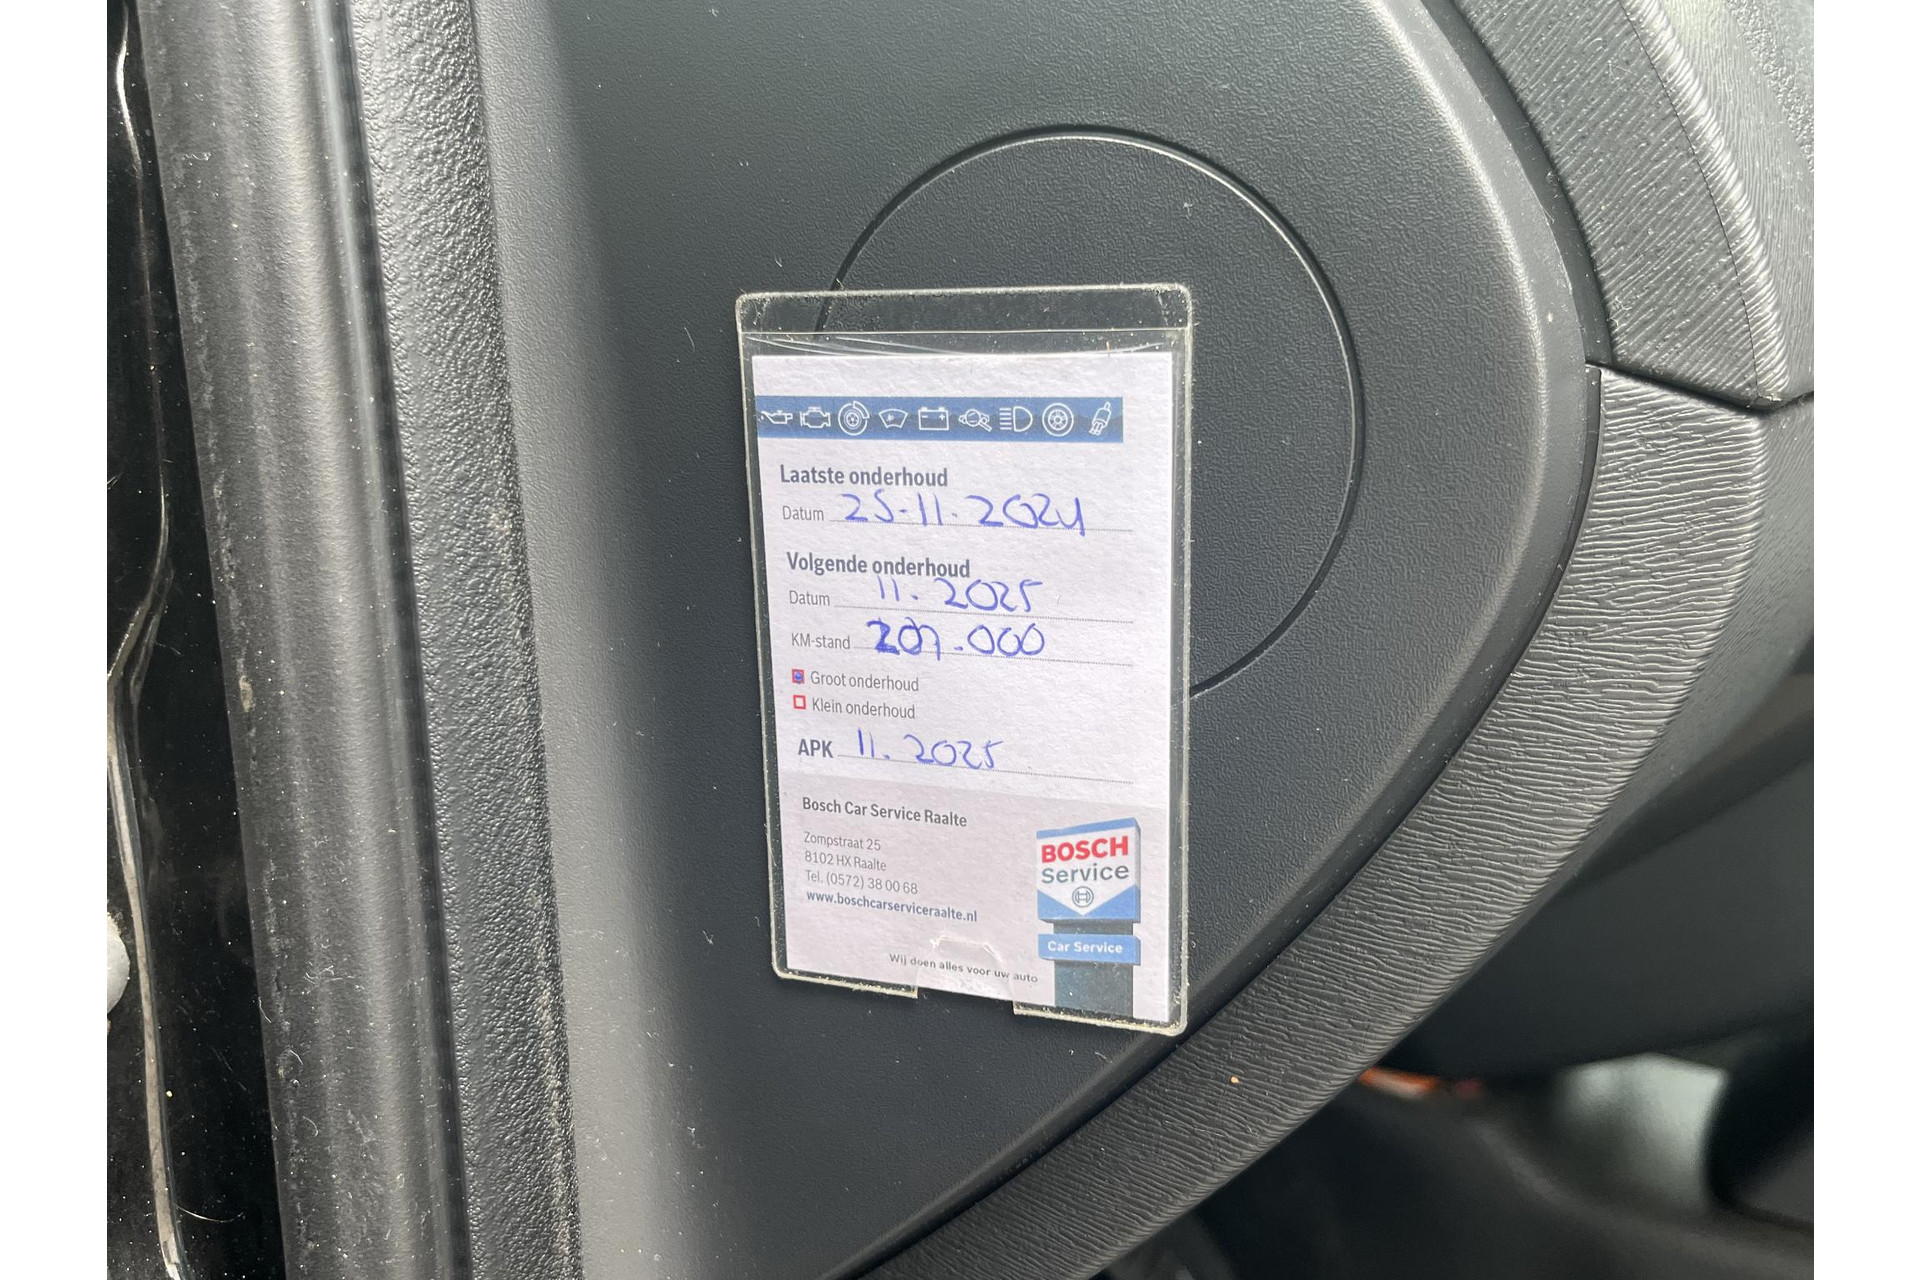 Laatste onderhoud
Datum 25-11-2024
Volgende onderhoud
Datum 11.2025
KM-stand 207.000
Groot onderhoud
Klein onderhoud
APK 11.2025
Bosch Car Service Raalte
Zompstraat 25
8102 HX Raalte
Tel. (0572) 38 00 68
www.boschcarserviceraalte.nl
Wij doen alles voor uw auto
BOSCH
Service
Car Service